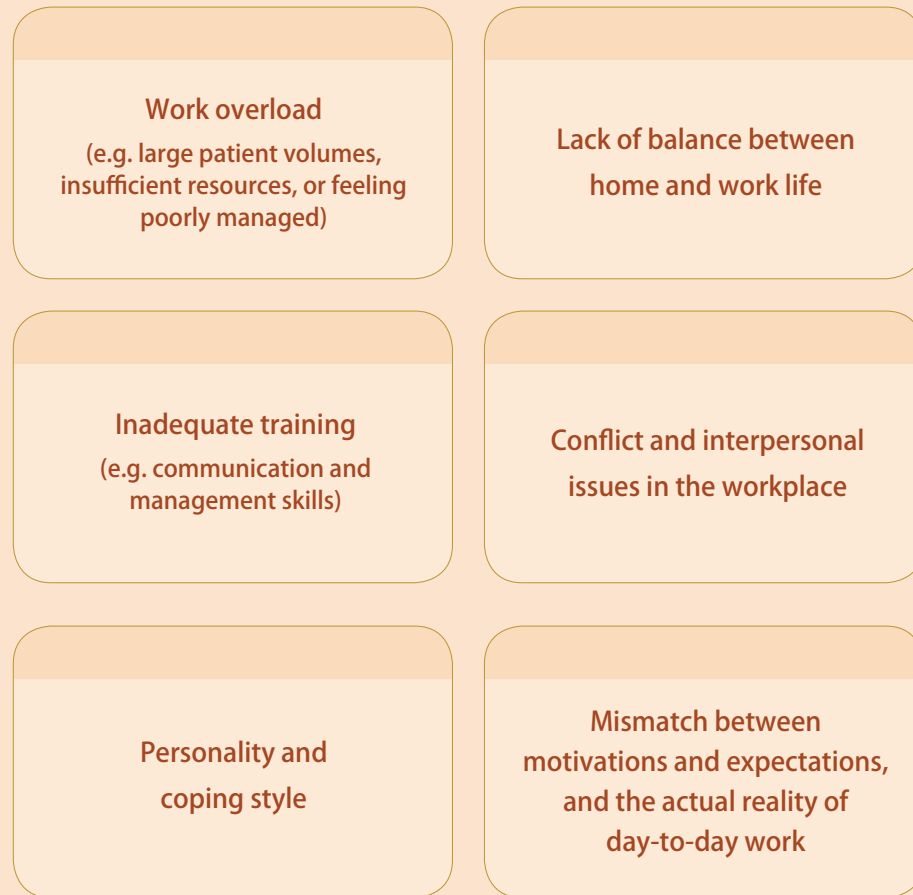 Work overload
(e.g. large patient volumes,
insufficient resources, or feeling
poorly managed)
Lack of balance between
home and work life
Inadequate training
(e.g. communication and
management skills)
Conflict and interpersonal
issues in the workplace
Personality and
coping style
Mismatch between
motivations and expectations,
and the actual reality of
day-to-day work